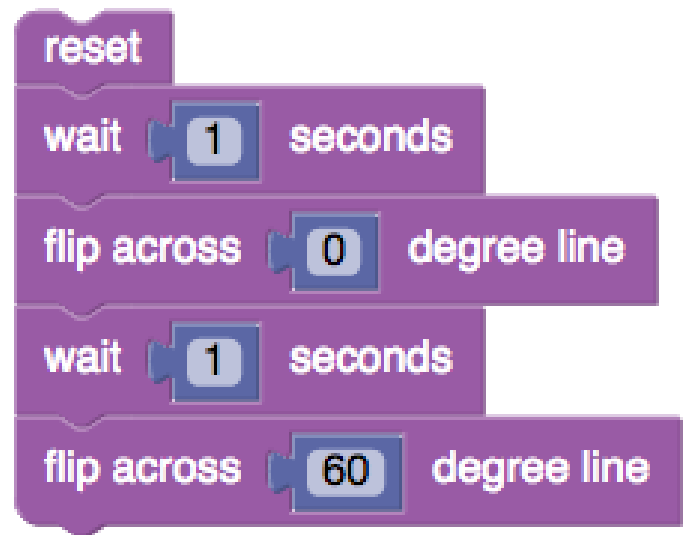 reset
wait 1 seconds
flip across 0 degree line
wait 1 seconds
flip across 60 degree line